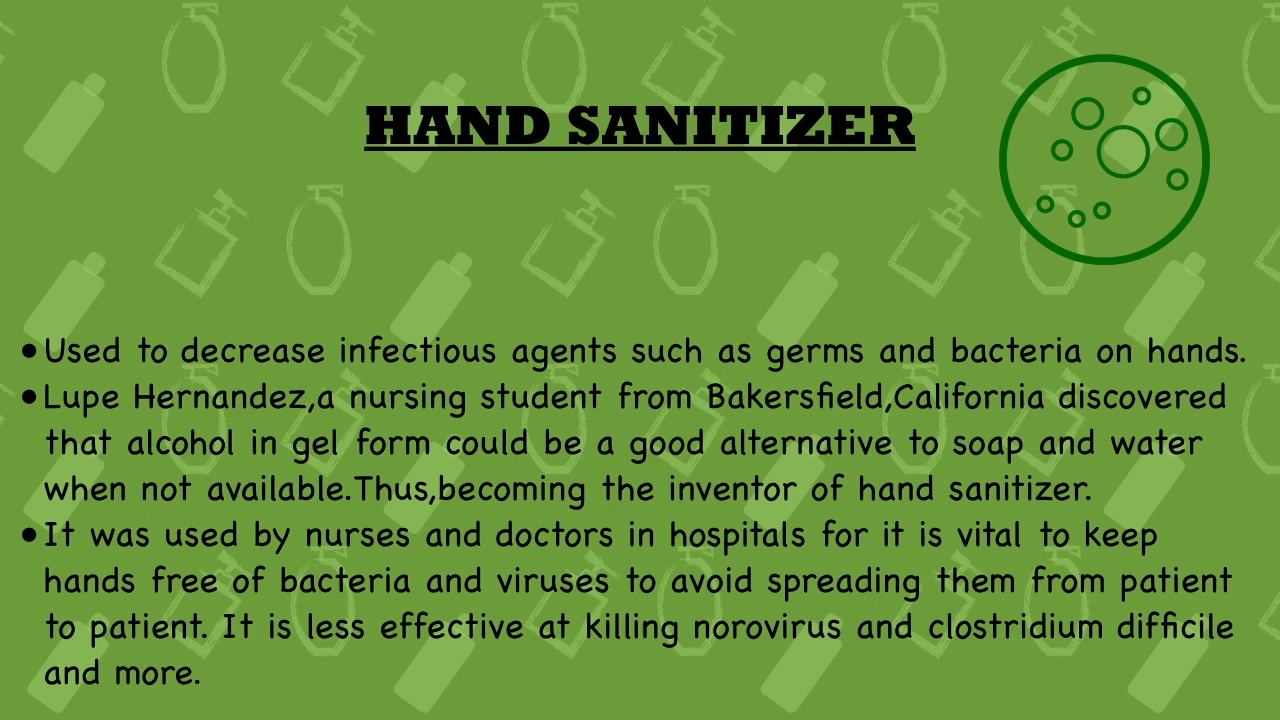 HAND SANITIZER
•Used to decrease infectious agents such as germs and bacteria on hands.
•Lupe Hernandez,a nursing student from Bakersfield,California discovered
that alcohol in gel form could be a good alternative to soap and water
when not available.Thus,becoming the inventor of hand sanitizer.
•It was used by nurses and doctors in hospitals for it is vital to keep
hands free of bacteria and viruses to avoid spreading them from patient
to patient. It is less effective at killing norovirus and clostridium difficile
and more.